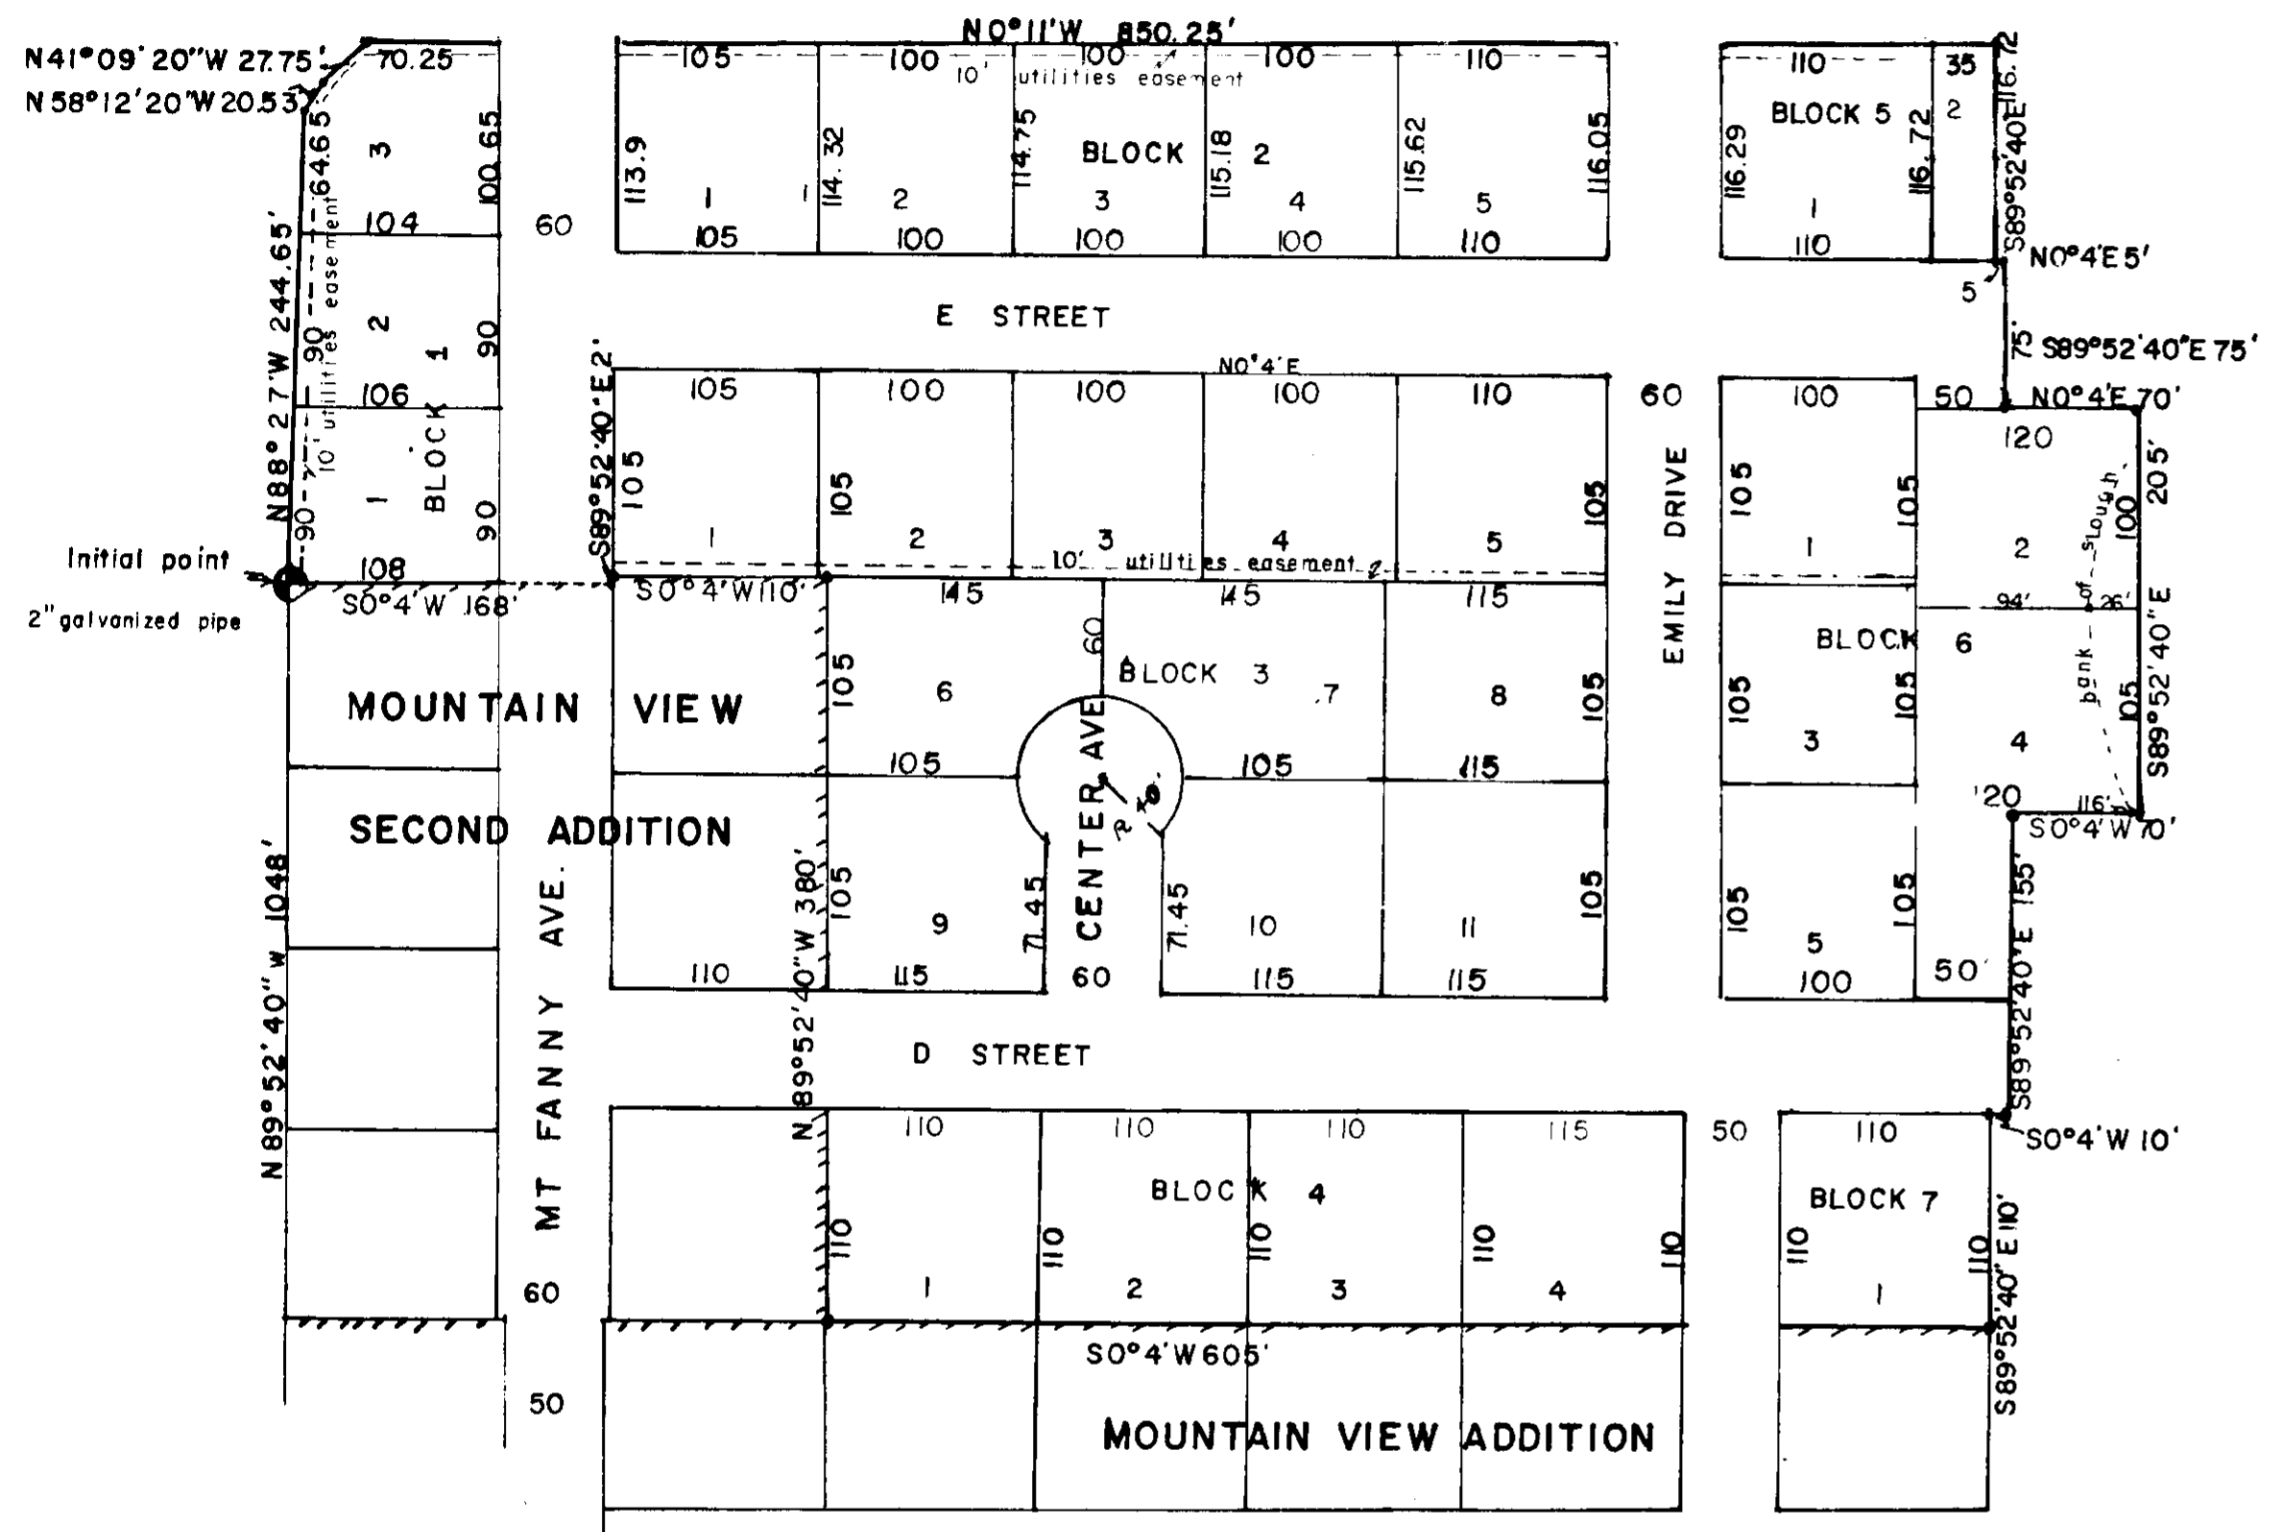 N 0°11'W 850.25'
N 41°09'20"W 27.75'
N 58°12'20"W 20.53'
70.25
105 100 100 100 110
10' utilities easement
110 35
BLOCK 5 2
S89°52'40"E 116.72
64.65
3
100.65
104
113.9 114.32 114.75 115.18 115.62 116.05
BLOCK 2
1 1 2 3 4 5
105 100 100 100 110
116.29 116.72
1
110
N0°4'E 5'
5
60
N88°27'W 244.65'
10' utilities easement
90 2 90
106
BLOCK 1
E STREET
75' S89°52'40"E 75'
N0°4'E
S89°52'40"E 2'
105 100 100 100 110
60
100 50 N0°4'E 70'
120
105 105 105
105 105
100 205'
bank of slough
1 2 3 4 5
1 2
10' utilities easement
EMILY DRIVE
90 1 90
108
Initial point
2" galvanized pipe
S0°4'W 168'
S0°4'W 110'
145 145 115
94' 26'
60
BLOCK 3
BLOCK 6
105 6 7 8 105
105 3 105 4 105
S89°52'40"E
MOUNTAIN VIEW
105 105 115
120 116'
S0°4'W 70'
SECOND ADDITION
CENTER AVE
R
N 89°52'40"W 1048'
MT FANNY AVE.
N 89°52'40"W 380'
105 9 71.45 71.45 10 11 105
105 5 105
S89°52'40"E 155'
110 115 60 115 115
100 50'
D STREET
110 110 110 115
50
110
S0°4'W 10'
BLOCK 4
BLOCK 7
110 110 110 110 110
110 110
S89°52'40"E 110'
1 2 3 4
1
60
S0°4'W 605'
50
MOUNTAIN VIEW ADDITION